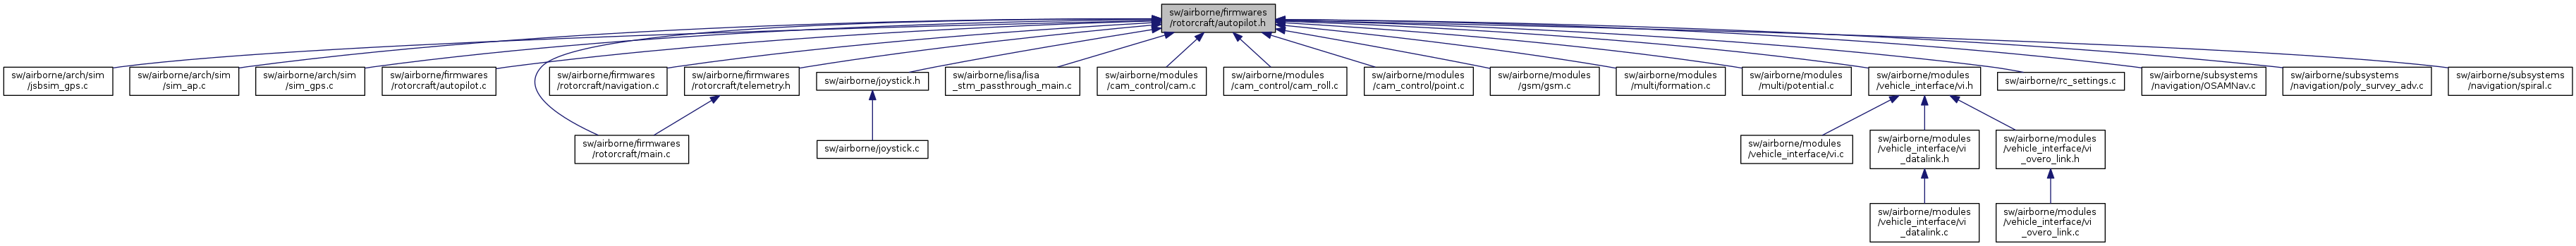 sw/airborne/firmwares
/rotorcraft/autopilot.h
sw/airborne/arch/sim
/jsbsim_gps.c
sw/airborne/arch/sim
/sim_ap.c
sw/airborne/arch/sim
/sim_gps.c
sw/airborne/firmwares
/rotorcraft/autopilot.c
sw/airborne/firmwares
/rotorcraft/navigation.c
sw/airborne/firmwares
/rotorcraft/telemetry.h
sw/airborne/joystick.h
sw/airborne/lisa/lisa
_stm_passthrough_main.c
sw/airborne/modules
/cam_control/cam.c
sw/airborne/modules
/cam_control/cam_roll.c
sw/airborne/modules
/cam_control/point.c
sw/airborne/modules
/gsm/gsm.c
sw/airborne/modules
/multi/formation.c
sw/airborne/modules
/multi/potential.c
sw/airborne/modules
/vehicle_interface/vi.h
sw/airborne/rc_settings.c
sw/airborne/subsystems
/navigation/OSAMNav.c
sw/airborne/subsystems
/navigation/poly_survey_adv.c
sw/airborne/subsystems
/navigation/spiral.c
sw/airborne/firmwares
/rotorcraft/main.c
sw/airborne/joystick.c
sw/airborne/modules
/vehicle_interface/vi.c
sw/airborne/modules
/vehicle_interface/vi
_datalink.h
sw/airborne/modules
/vehicle_interface/vi
_overo_link.h
sw/airborne/modules
/vehicle_interface/vi
_datalink.c
sw/airborne/modules
/vehicle_interface/vi
_overo_link.c